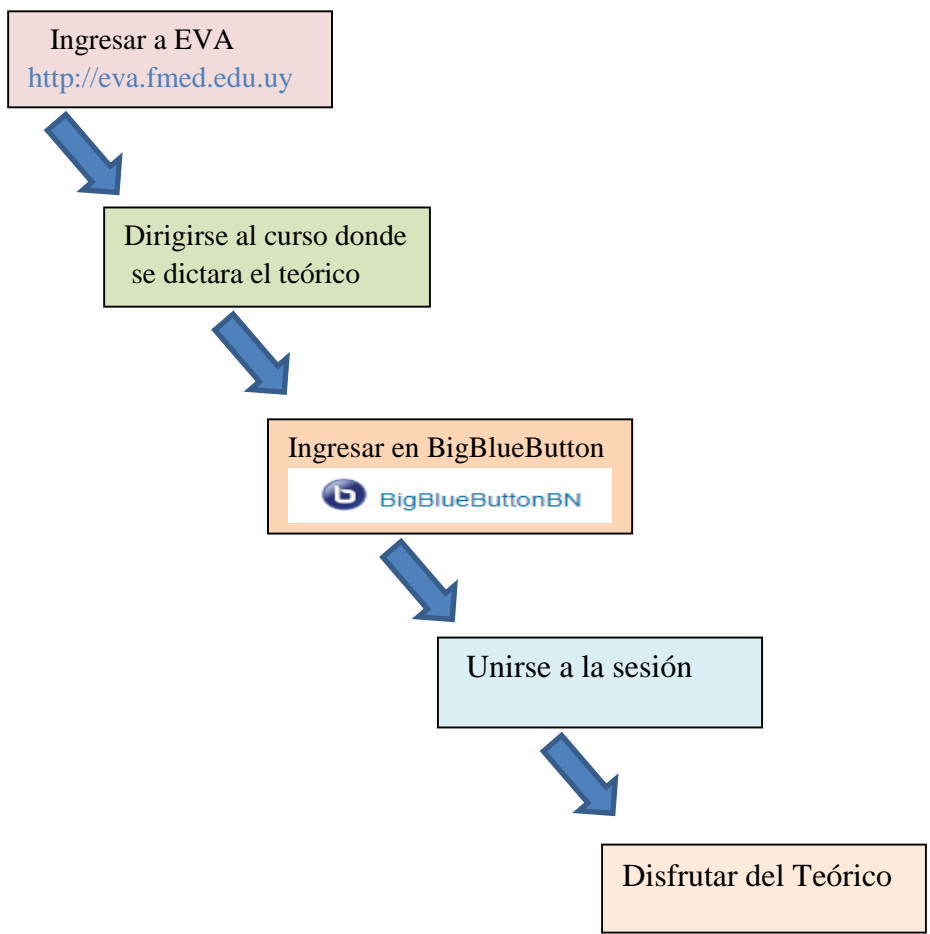 Ingresar a EVA
http://eva.fmed.edu.uy
Dirigirse al curso donde
se dictara el teórico
Ingresar en BigBlueButton
b BigBlueButtonBN
Unirse a la sesión
Disfrutar del Teórico